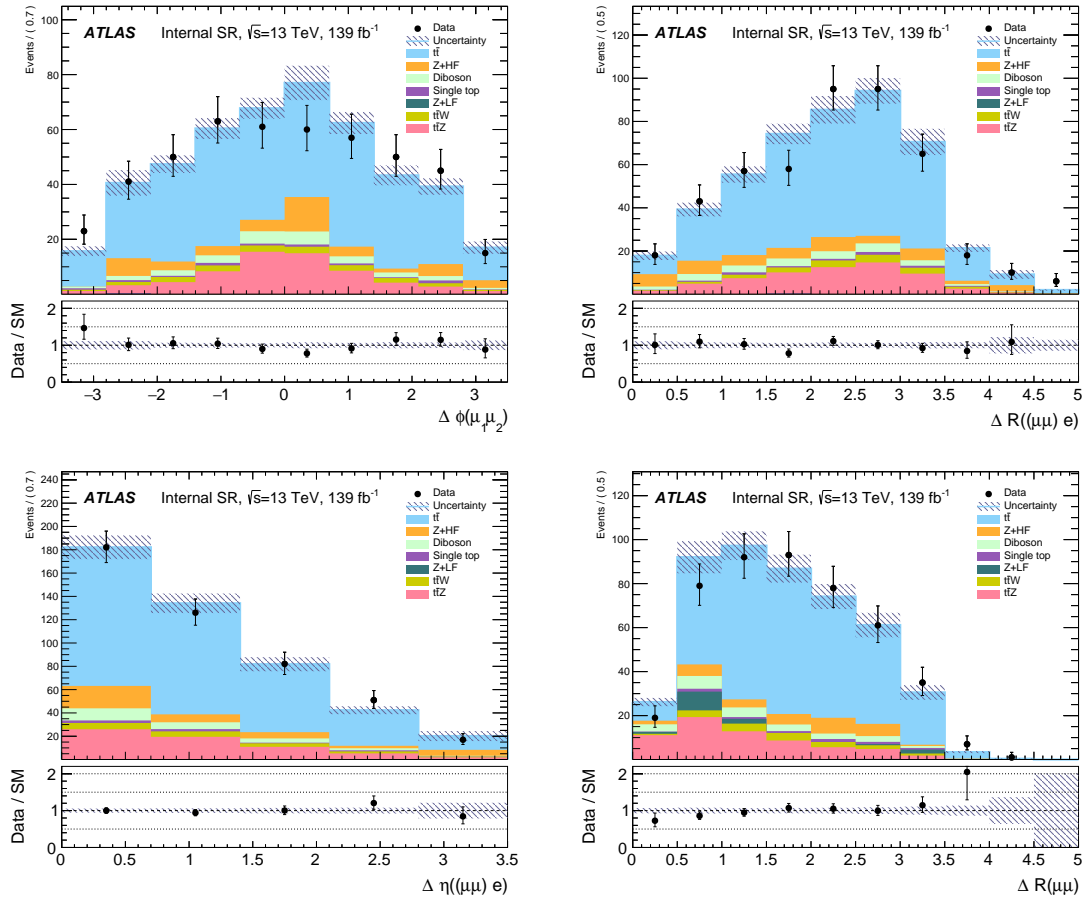 Events / ( 0.7 )
100
80
60
40
20
ATLAS Internal SR, √s=13 TeV, 139 fb⁻¹
Data
Uncertainty
tt̄
Z+HF
Diboson
Single top
Z+LF
tt̄W
tt̄Z
Data / SM
2
1
0
−3 −2 −1 0 1 2 3
Δ ϕ(μ₁μ₂)
Events / ( 0.5 )
120
100
80
60
40
20
ATLAS Internal SR, √s=13 TeV, 139 fb⁻¹
Data
Uncertainty
tt̄
Z+HF
Diboson
Single top
Z+LF
tt̄W
tt̄Z
Data / SM
2
1
0
0 0.5 1 1.5 2 2.5 3 3.5 4 4.5 5
Δ R((μμ) e)
Events / ( 0.7 )
240
220
200
180
160
140
120
100
80
60
40
20
ATLAS Internal SR, √s=13 TeV, 139 fb⁻¹
Data
Uncertainty
tt̄
Z+HF
Diboson
Single top
Z+LF
tt̄W
tt̄Z
Data / SM
2
1
0
0 0.5 1 1.5 2 2.5 3 3.5
Δ η((μμ) e)
Events / ( 0.5 )
120
100
80
60
40
20
ATLAS Internal SR, √s=13 TeV, 139 fb⁻¹
Data
Uncertainty
tt̄
Z+HF
Diboson
Single top
Z+LF
tt̄W
tt̄Z
Data / SM
2
1
0
0 0.5 1 1.5 2 2.5 3 3.5 4 4.5 5
Δ R(μμ)